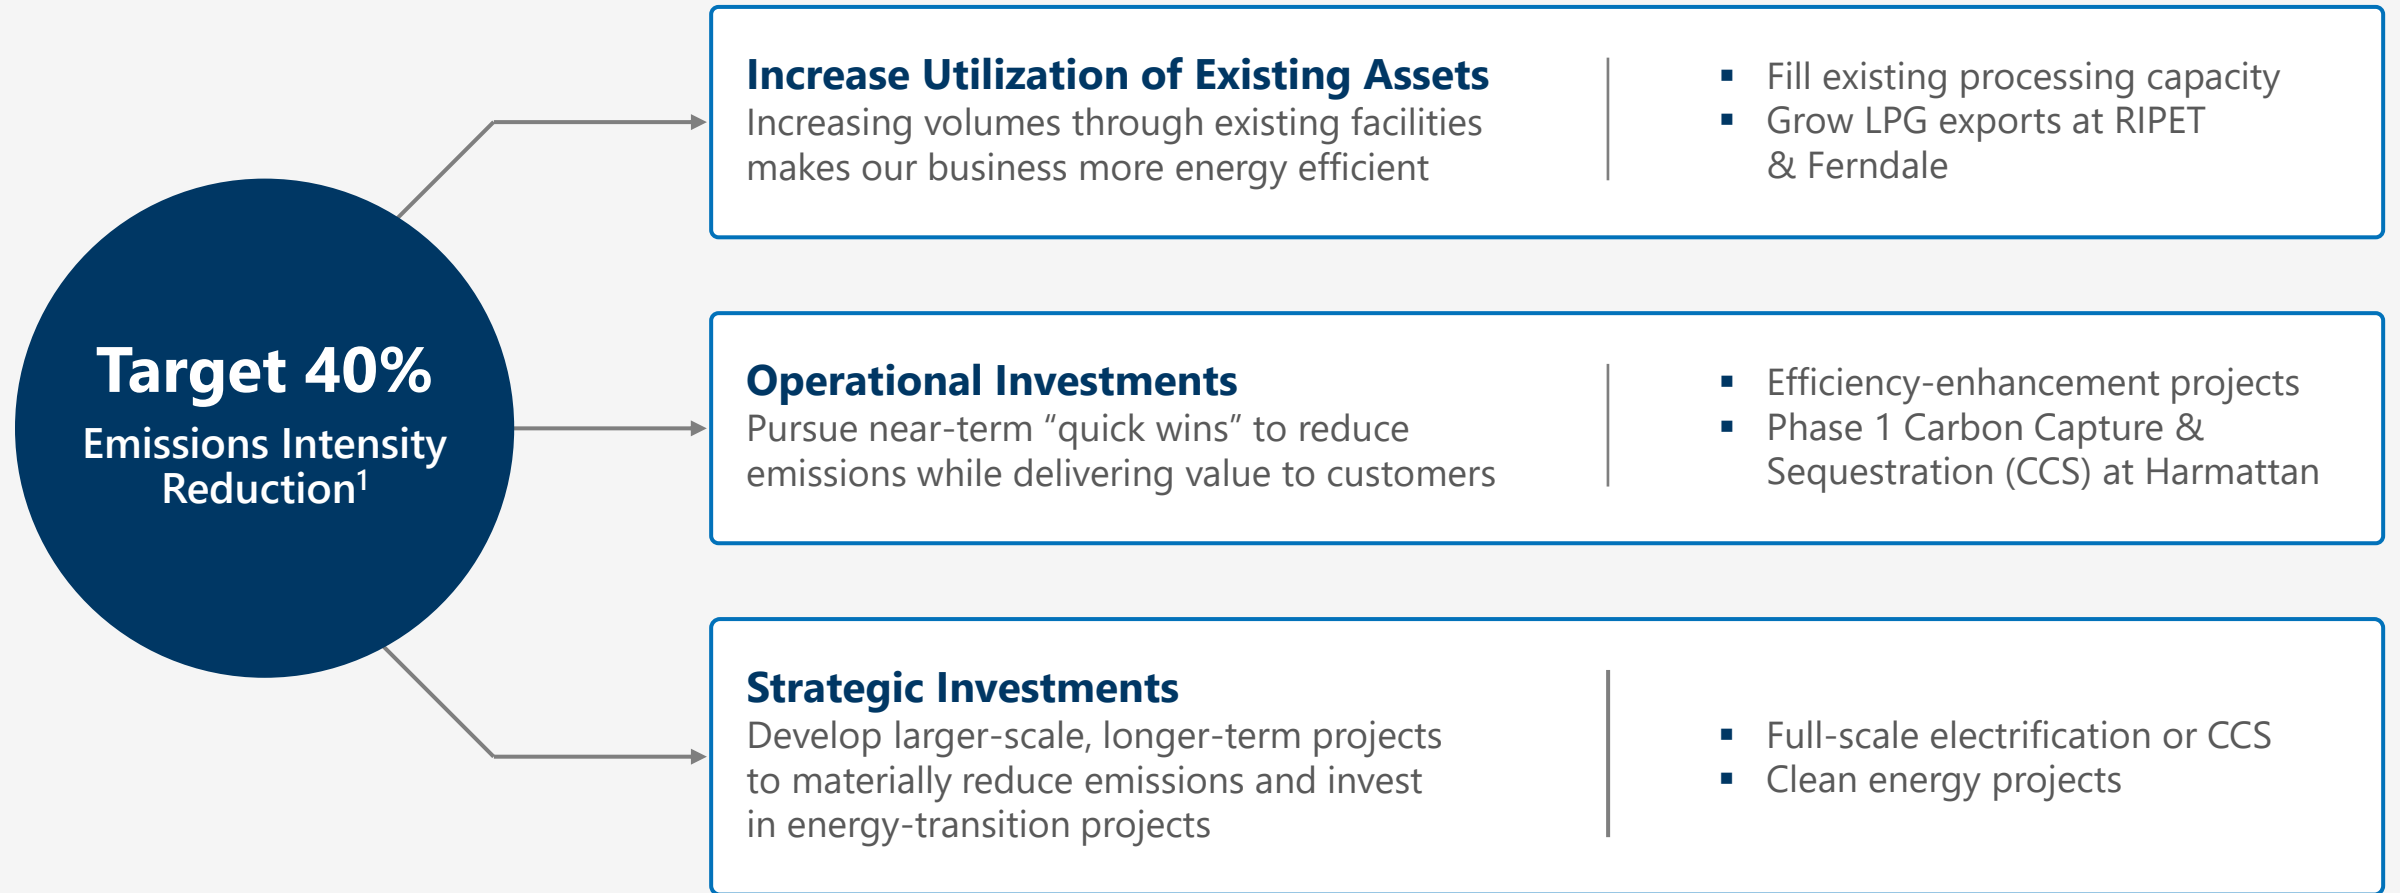 Target 40%
Emissions Intensity
Reduction¹
Increase Utilization of Existing Assets
Increasing volumes through existing facilities
makes our business more energy efficient
▪ Fill existing processing capacity
▪ Grow LPG exports at RIPET
& Ferndale
Operational Investments
Pursue near-term “quick wins” to reduce
emissions while delivering value to customers
▪ Efficiency-enhancement projects
▪ Phase 1 Carbon Capture &
Sequestration (CCS) at Harmattan
Strategic Investments
Develop larger-scale, longer-term projects
to materially reduce emissions and invest
in energy-transition projects
▪ Full-scale electrification or CCS
▪ Clean energy projects